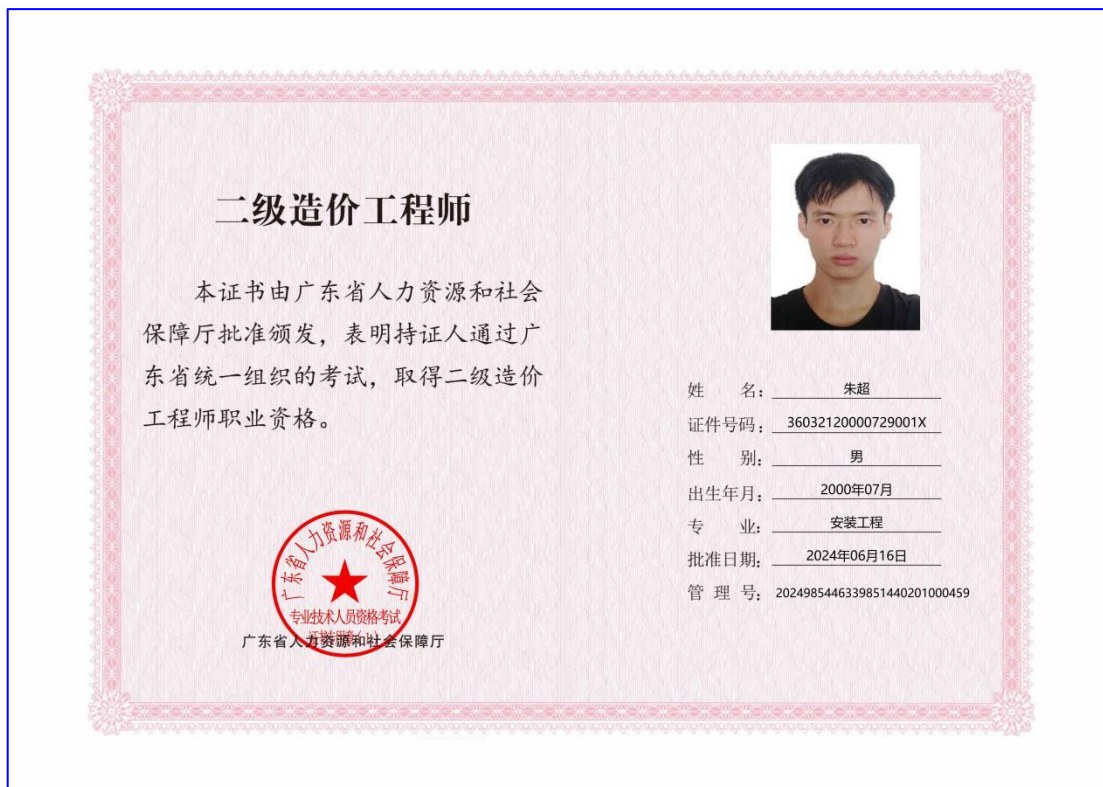 二级造价工程师
本证书由广东省人力资源和社会
保障厅批准颁发，表明持证人通过广
东省统一组织的考试，取得二级造价
工程师职业资格。
广东省人力资源和社会保障厅
专业技术人员资格考试
广东省人力资源和社会保障厅
姓名：朱超
证件号码：36032120000729001X
性别：男
出生年月：2000年07月
专业：安装工程
批准日期：2024年06月16日
管理号：2024985446339851440201000459